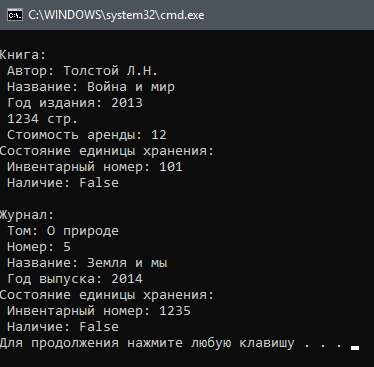 C:\WINDOWS\system32\cmd.exe
Книга:
Автор: Толстой Л.Н.
Название: Война и мир
Год издания: 2013
1234 стр.
Стоимость аренды: 12
Состояние единицы хранения:
Инвентарный номер: 101
Наличие: False
Журнал:
Том: О природе
Номер: 5
Название: Земля и мы
Год выпуска: 2014
Состояние единицы хранения:
Инвентарный номер: 1235
Наличие: False
Для продолжения нажмите любую клавишу . . .